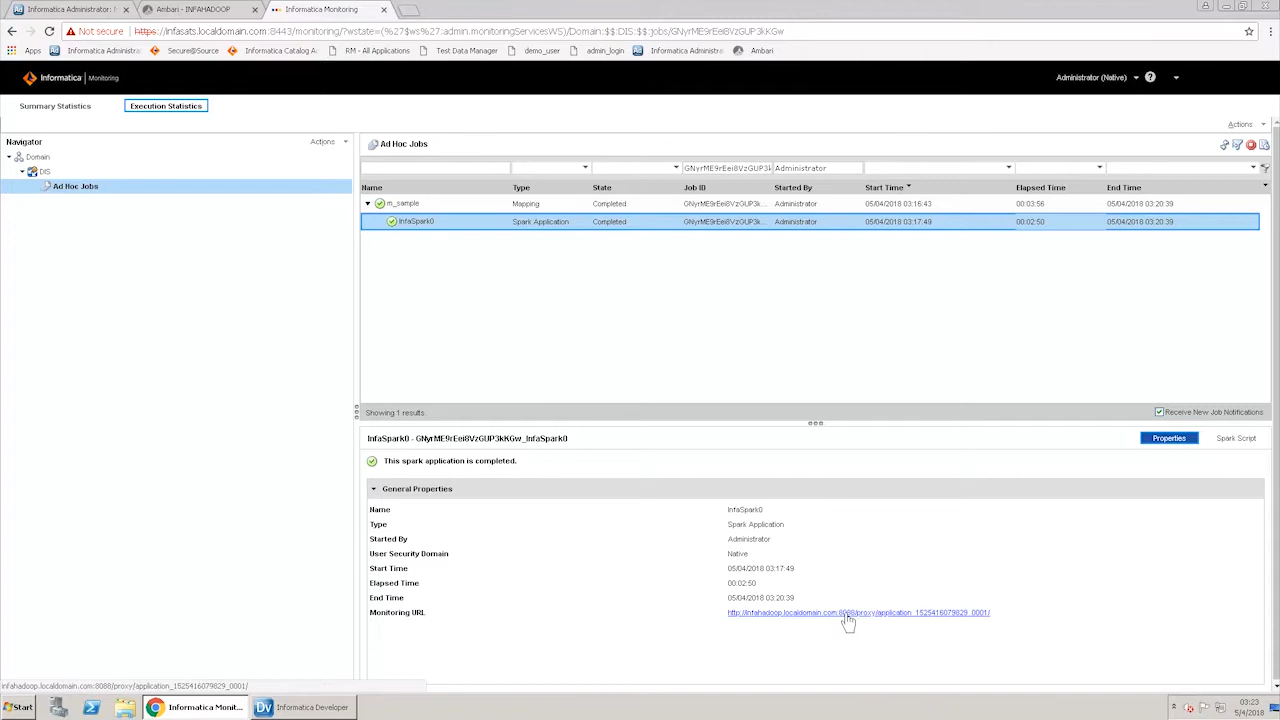 Informatica Administrator: M
Ambari - INFAHADOOP
Informatica Monitoring
Not secure https://infasats.localdomain.com:8443/monitoring/?wstate=(%27$ws%27:admin.monitoringServicesWS)/Domain:$$:DIS:$$:jobs/GNyrME9rEei8VzGUP3kKGw
Apps Informatica Administra Secure@Source Informatica Catalog A RM - All Applications Test Data Manager demo_user admin_login Informatica Administra Ambari
Informatica Monitoring Administrator (Native)
Summary Statistics Execution Statistics
Actions
Navigator Actions
Domain
DIS
Ad Hoc Jobs
Ad Hoc Jobs
GNyrME9rEei8VzGUP3k Administrator
Name Type State Job ID Started By Start Time Elapsed Time End Time
m_sample Mapping Completed GNyrME9rEei8VzGUP3k... Administrator 05/04/2018 03:16:43 00:03:56 05/04/2018 03:20:39
InfaSpark0 Spark Application Completed GNyrME9rEei8VzGUP3k... Administrator 05/04/2018 03:17:49 00:02:50 05/04/2018 03:20:39
Showing 1 results. Receive New Job Notifications
InfaSpark0 - GNyrME9rEei8VzGUP3kKGw_InfaSpark0 Properties Spark Script
This spark application is completed.
General Properties
Name InfaSpark0
Type Spark Application
Started By Administrator
User Security Domain Native
Start Time 05/04/2018 03:17:49
Elapsed Time 00:02:50
End Time 05/04/2018 03:20:39
Monitoring URL http://infahadoop.localdomain.com:8088/proxy/application_1525416079829_0001/
infahadoop.localdomain.com:8088/proxy/application_1525416079829_0001/
Start Informatica Monit... Informatica Developer 03:23
5/4/2018